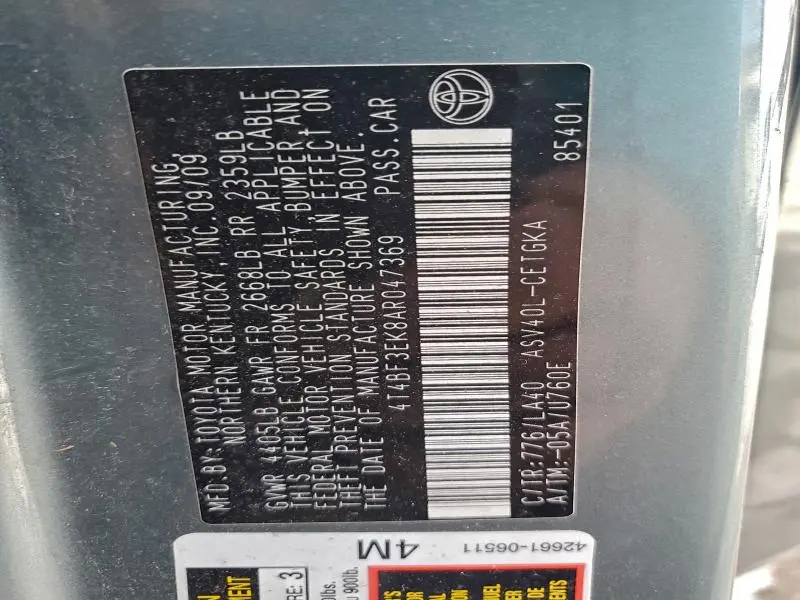 MFD.BY:TOYOTA MOTOR MANUFACTURING,
NORTHERN KENTUCKY, INC 09/09
GVWR 4405LB GAWR FR 2668LB RR 2359LB
THIS VEHICLE CONFORMS TO ALL APPLICABLE
FEDERAL MOTOR VEHICLE SAFETY,BUMPER,AND
THEFT PREVENTION STANDARDS IN EFFECT ON
THE DATE OF MANUFACTURE SHOWN ABOVE.
4T4BF3EK8AR047369 PASS.CAR
C/TR:776/LA40 ASV40L-CETGKA
A/TM:-05A/U760E 85401
42661-06511
4M